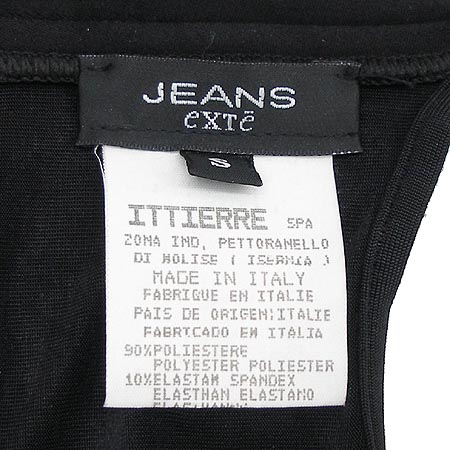 JEANS
exTē
S
ITTIERRE SPA
ZONA IND. PETTORANELLO
DI MOLISE ( ISERNIA )
MADE IN ITALY
FABRIQUE EN ITALIE
PAIS DE ORIGEN:ITALIE
FABRICADO EM ITALIA
90%POLIESTERE
POLYESTER POLIESTER
10%ELASTAM SPANDEX
ELASTHAN ELASTANO